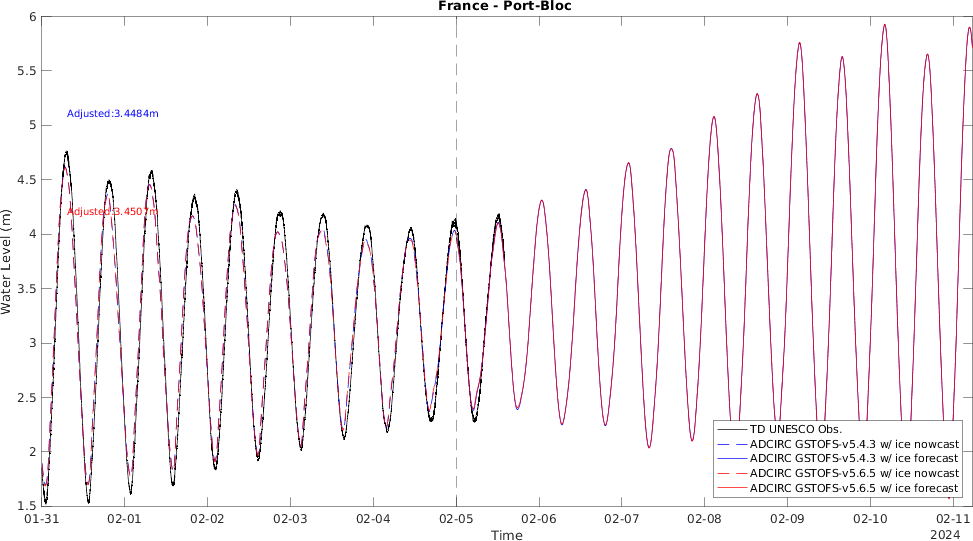 France - Port-Bloc
6
5.5
5
4.5
4
3.5
3
2.5
2
1.5
Water Level (m)
Adjusted:3.4484m
Adjusted:3.4507m
TD UNESCO Obs.
ADCIRC GSTOFS-v5.4.3 w/ ice nowcast
ADCIRC GSTOFS-v5.4.3 w/ ice forecast
ADCIRC GSTOFS-v5.6.5 w/ ice nowcast
ADCIRC GSTOFS-v5.6.5 w/ ice forecast
01-31 02-01 02-02 02-03 02-04 02-05 02-06 02-07 02-08 02-09 02-10 02-11
Time
2024